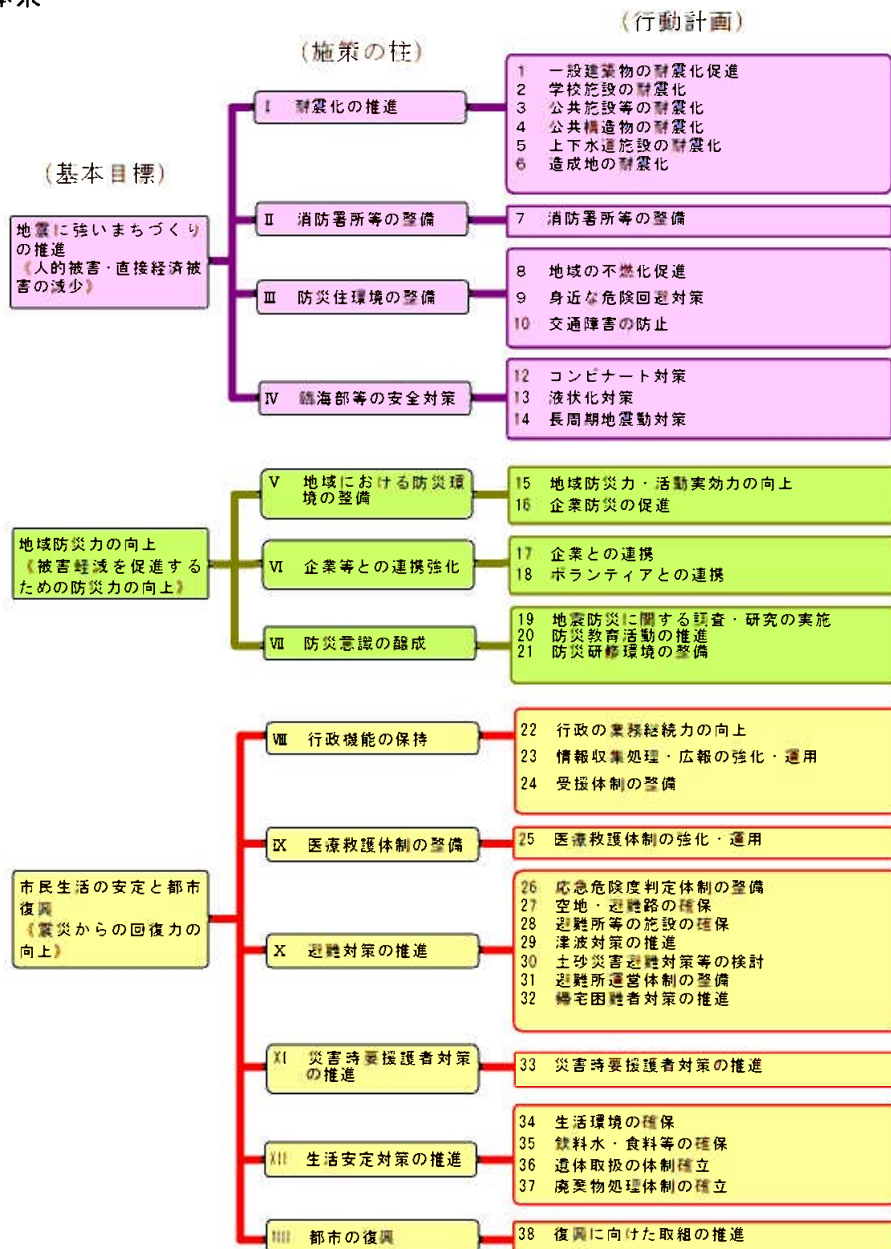 (行動計画)
(施策の柱)
(基本目標)
地震に強いまちづくり
の推進
《人的被害・直接経済被
害の減少》
Ⅰ 耐震化の推進
1 一般建築物の耐震化促進
2 学校施設の耐震化
3 公共施設等の耐震化
4 公共構造物の耐震化
5 上下水道施設の耐震化
6 造成地の耐震化
Ⅱ 消防署所等の整備
7 消防署所等の整備
Ⅲ 防災住環境の整備
8 地域の不燃化促進
9 身近な危険回避対策
10 交通障害の防止
Ⅳ 臨海部等の安全対策
12 コンビナート対策
13 液状化対策
14 長周期地震動対策
地域防災力の向上
《被害軽減を促進する
ための防災力の向上》
Ⅴ 地域における防災環
境の整備
15 地域防災力・活動実効力の向上
16 企業防災の促進
Ⅵ 企業等との連携強化
17 企業との連携
18 ボランティアとの連携
Ⅶ 防災意識の醸成
19 地震防災に関する調査・研究の実施
20 防災教育活動の推進
21 防災研修環境の整備
市民生活の安定と都市
復興
《震災からの回復力の
向上》
Ⅷ 行政機能の保持
22 行政の業務継続力の向上
23 情報収集処理・広報の強化・運用
24 受援体制の整備
Ⅸ 医療救護体制の整備
25 医療救護体制の強化・運用
Ⅹ 避難対策の推進
26 応急危険度判定体制の整備
27 空地・避難路の確保
28 避難所等の施設の確保
29 津波対策の推進
30 土砂災害避難対策等の検討
31 避難所運営体制の整備
32 帰宅困難者対策の推進
XI 災害時要援護者対策
の推進
33 災害時要援護者対策の推進
XII 生活安定対策の推進
34 生活環境の確保
35 飲料水・食料等の確保
36 遺体取扱の体制確立
37 廃棄物処理体制の確立
XIII 都市の復興
38 復興に向けた取組の推進